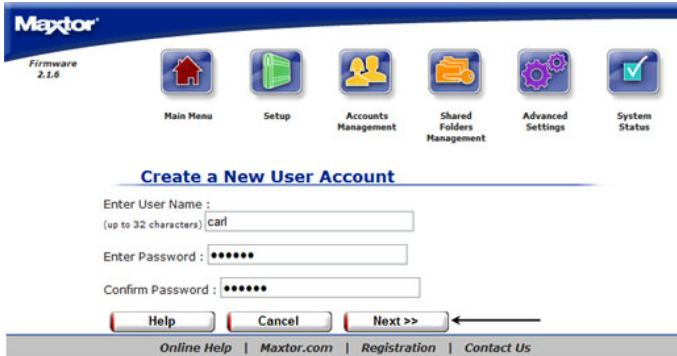 Maxtor
Firmware
2.1.6
Main Menu
Setup
Accounts
Management
Shared
Folders
Management
Advanced
Settings
System
Status
Create a New User Account
Enter User Name :
(up to 32 characters) carl
Enter Password : ••••••
Confirm Password : ••••••
Help Cancel Next >>
Online Help | Maxtor.com | Registration | Contact Us